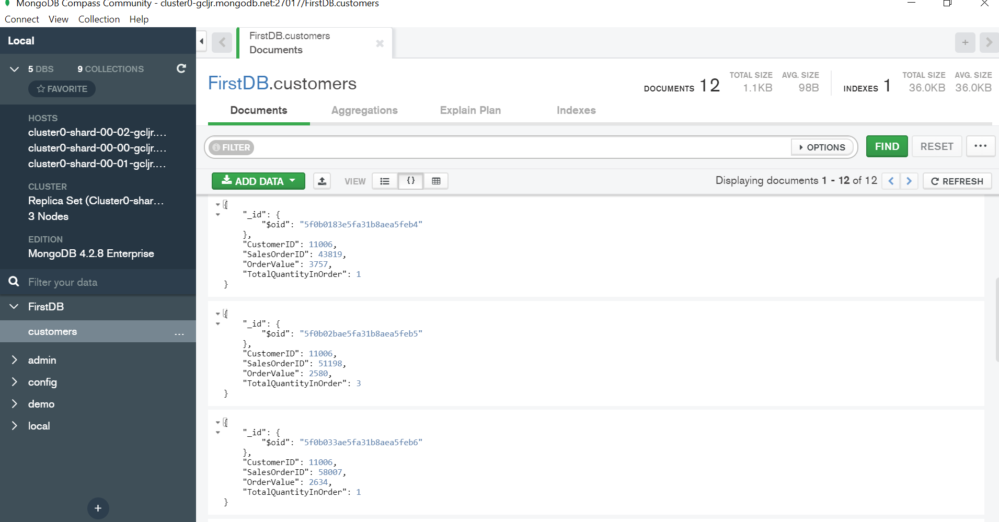 MongoDB Compass Community - cluster0-gcljr.mongodb.net:27017/FirstDB.customers
Connect View Collection Help
Local
5 DBS 9 COLLECTIONS
FAVORITE
HOSTS
cluster0-shard-00-02-gcljr....
cluster0-shard-00-00-gcljr....
cluster0-shard-00-01-gcljr....
CLUSTER
Replica Set (Cluster0-shar...
3 Nodes
EDITION
MongoDB 4.2.8 Enterprise
Filter your data
FirstDB
customers ...
admin
config
demo
local
+
FirstDB.customers
Documents
+
FirstDB.customers
DOCUMENTS 12 TOTAL SIZE 1.1KB AVG. SIZE 98B INDEXES 1 TOTAL SIZE 36.0KB AVG. SIZE 36.0KB
Documents Aggregations Explain Plan Indexes
FILTER OPTIONS FIND RESET ...
ADD DATA VIEW {} Displaying documents 1 - 12 of 12 < > REFRESH
{
"_id": {
"$oid": "5f0b0183e5fa31b8aea5feb4"
},
"CustomerID": 11006,
"SalesOrderID": 43819,
"OrderValue": 3757,
"TotalQuantityInOrder": 1
}
{
"_id": {
"$oid": "5f0b02bae5fa31b8aea5feb5"
},
"CustomerID": 11006,
"SalesOrderID": 51198,
"OrderValue": 2580,
"TotalQuantityInOrder": 3
}
{
"_id": {
"$oid": "5f0b033ae5fa31b8aea5feb6"
},
"CustomerID": 11006,
"SalesOrderID": 58007,
"OrderValue": 2634,
"TotalQuantityInOrder": 1
}